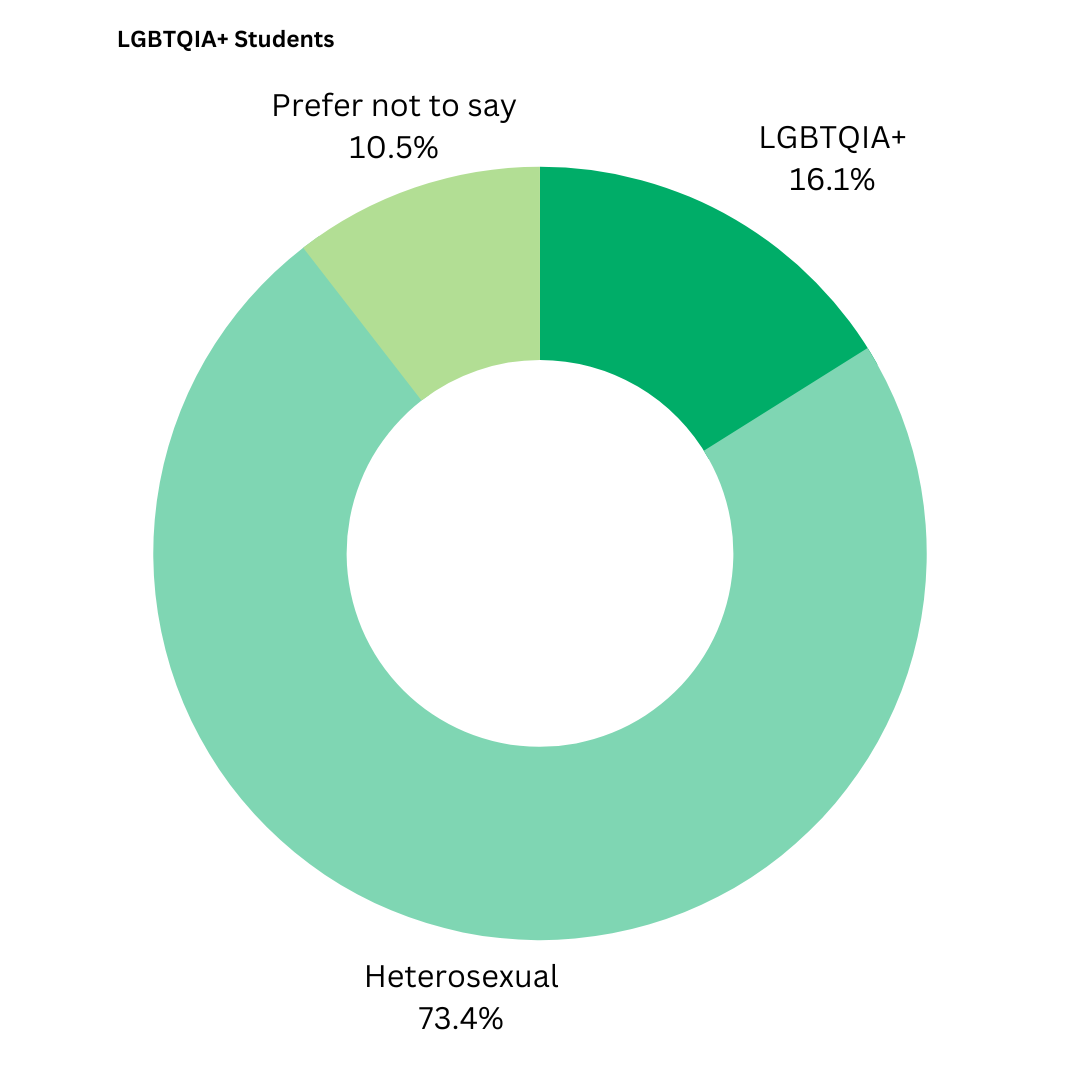 LGBTQIA+ Students
Prefer not to say
10.5%
LGBTQIA+
16.1%
Heterosexual
73.4%